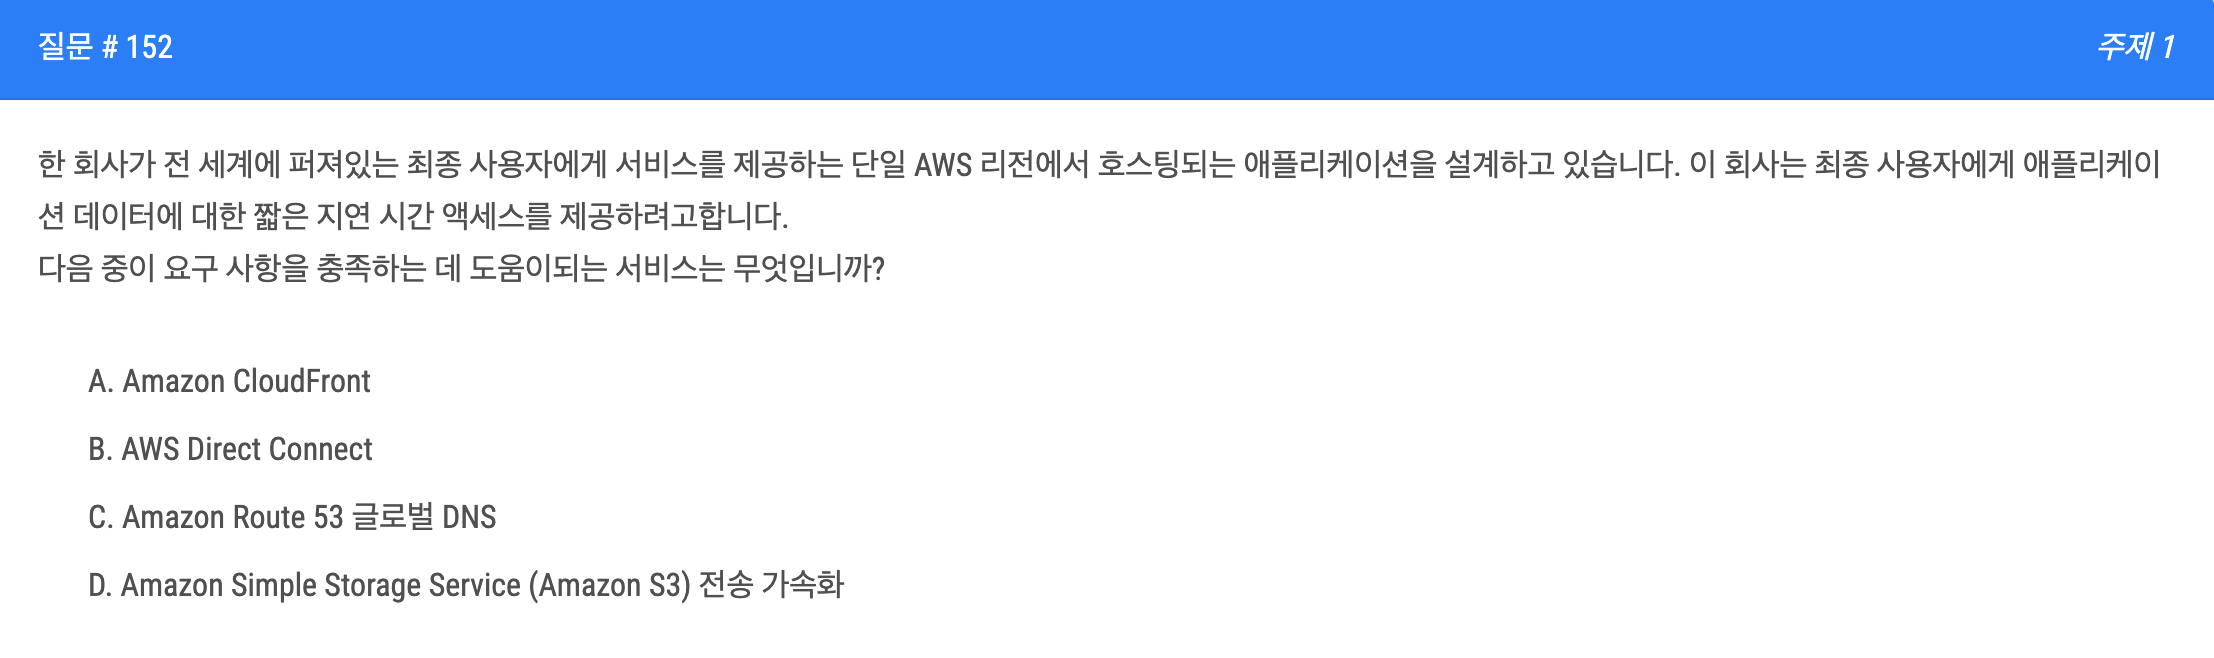 질문 # 152
주제 1
한 회사가 전 세계에 퍼져있는 최종 사용자에게 서비스를 제공하는 단일 AWS 리전에서 호스팅되는 애플리케이션을 설계하고 있습니다. 이 회사는 최종 사용자에게 애플리케이
션 데이터에 대한 짧은 지연 시간 액세스를 제공하려고합니다.
다음 중이 요구 사항을 충족하는 데 도움이되는 서비스는 무엇입니까?
A. Amazon CloudFront
B. AWS Direct Connect
C. Amazon Route 53 글로벌 DNS
D. Amazon Simple Storage Service (Amazon S3) 전송 가속화